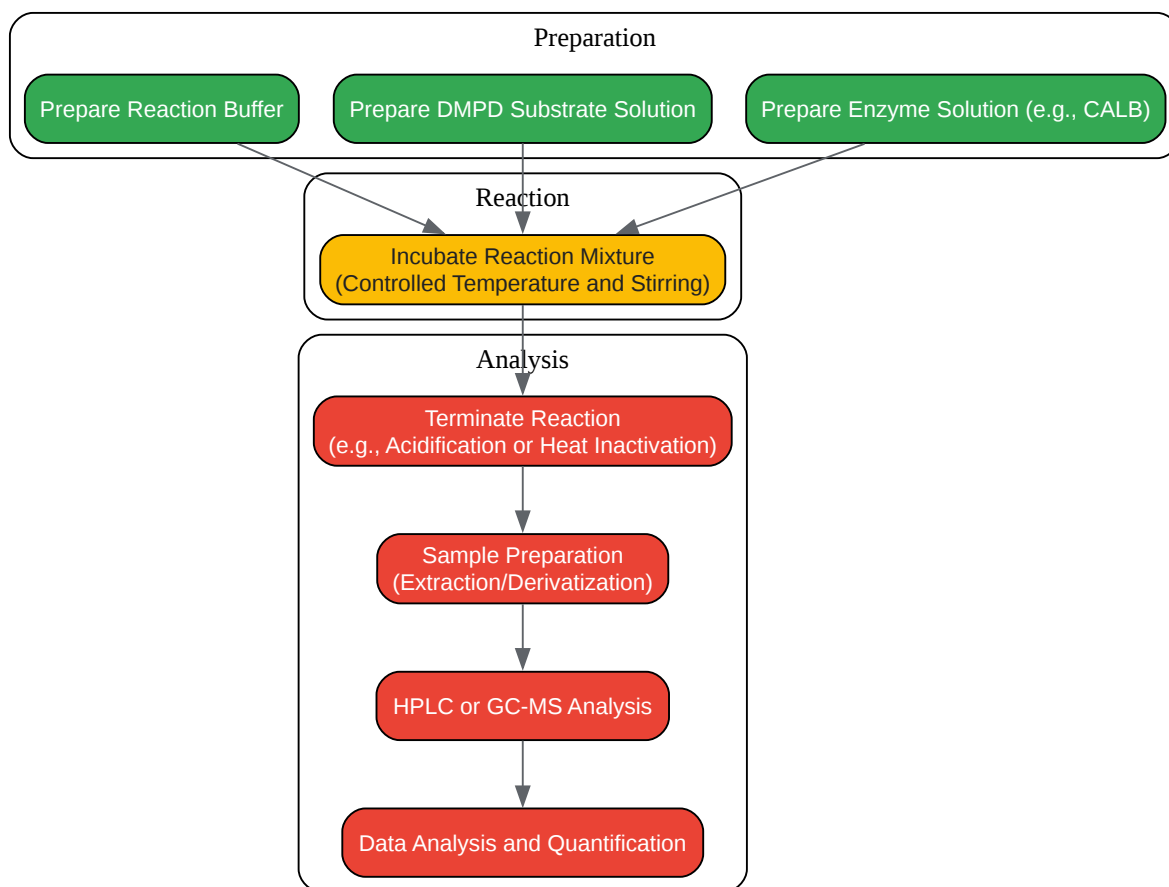 Preparation
Prepare Reaction Buffer
Prepare DMPD Substrate Solution
Prepare Enzyme Solution (e.g., CALB)
Reaction
Incubate Reaction Mixture
(Controlled Temperature and Stirring)
Analysis
Terminate Reaction
(e.g., Acidification or Heat Inactivation)
Sample Preparation
(Extraction/Derivatization)
HPLC or GC-MS Analysis
Data Analysis and Quantification